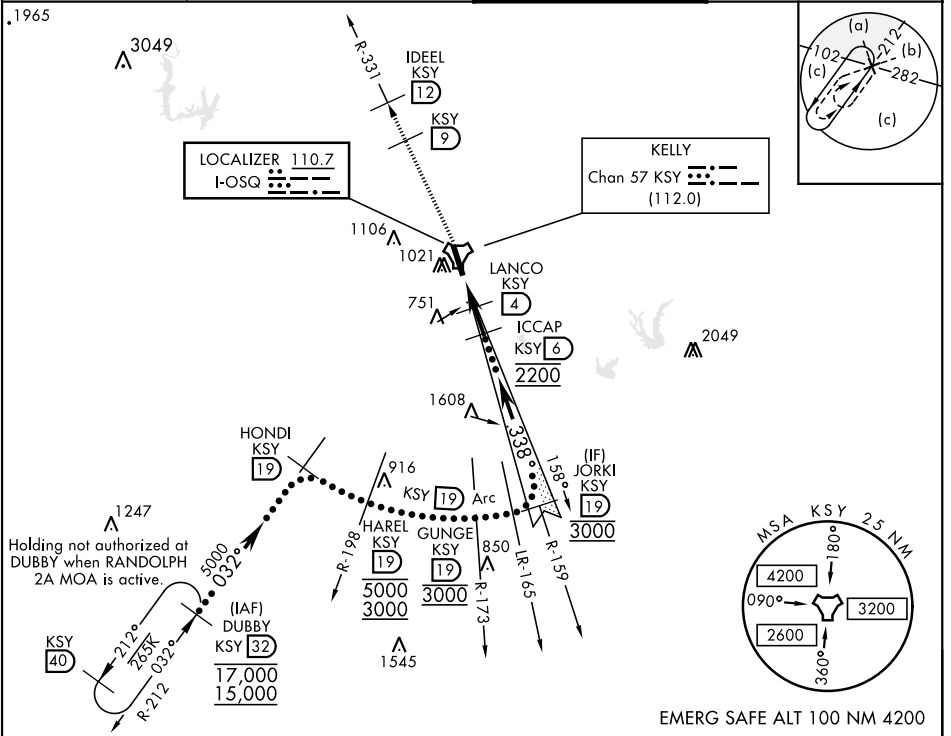 .1965
3049
R-331
IDEEL
KSY
12
KSY
9
(a)
212
102
(b)
(c)
282
(c)
LOCALIZER 110.7
I-OSQ
KELLY
Chan 57 KSY
(112.0)
1106
1021
LANCO
KSY
4
751
ICCAP
KSY 6
2200
2049
1608
338°
158°
(IF)
JORKI
KSY
19
3000
HONDI
KSY
19
916
KSY 19 Arc
HAREL
KSY
19
5000
3000
GUNGE
KSY
19
3000
850
R-198
R-173
LR-165
R-159
1247
Holding not authorized at
DUBBY when RANDOLPH
2A MOA is active.
5000
032°
(IAF)
DUBBY
KSY 32
17,000
15,000
212°
265K
032°
KSY
40
R-212
1545
MSA KSY 25 NM
180°
4200
090°
3200
2600
360°
EMERG SAFE ALT 100 NM 4200